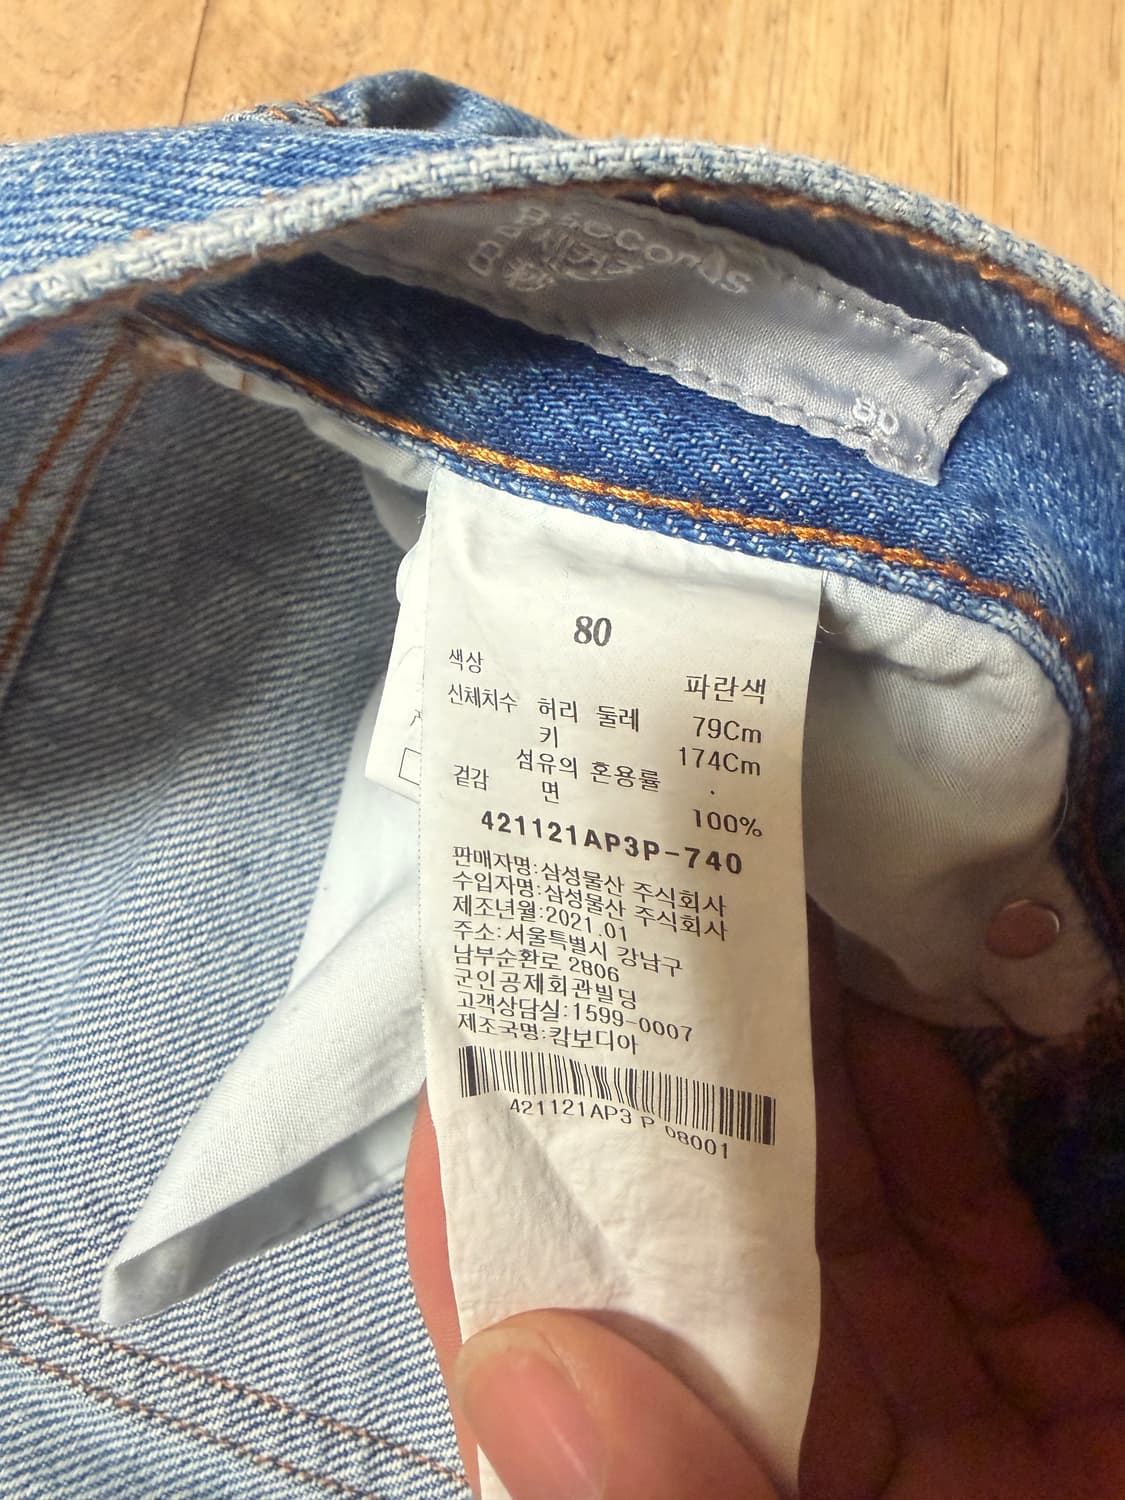 80
80
색상 파란색
신체치수 허리 둘레 79Cm
키 174Cm
섬유의 혼용률 .
겉감 면 100%
421121AP3P-740
판매자명:삼성물산 주식회사
수입자명:삼성물산 주식회사
제조년월:2021.01
주소:서울특별시 강남구
남부순환로 2806
군인공제회관빌딩
고객상담실:1599-0007
제조국명:캄보디아
421121AP3 P 08001